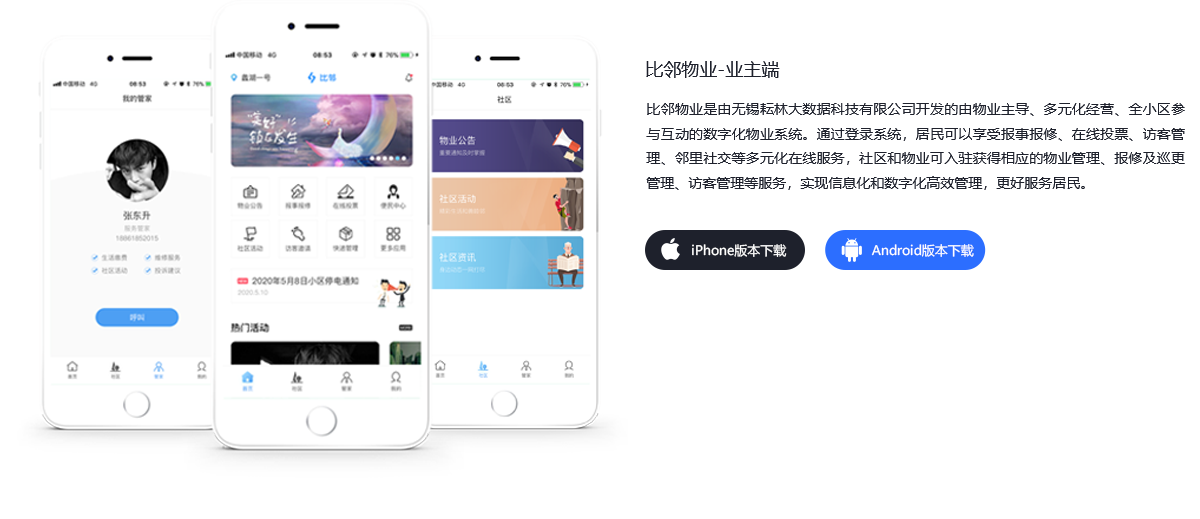 中国移动 4G 08:53 76%
我的管家
张东升
服务管家
18661852015
生活缴费 维修服务
社区活动 投诉建议
呼叫
首页 社区 管家 我的
中国移动 4G 08:53 76%
鑫湖一号 比邻
物业公告 报事报修 在线投票 便民中心
社区活动 访客邀请 快递管理 更多应用
2020年5月8日小区停电通知
2020.5.10
热门活动
首页 社区 管家 我的
中国移动 4G 08:53 76%
社区
物业公告
重要通知及时掌握
社区活动
社区资讯
首页 社区 管家 我的
比邻物业-业主端
比邻物业是由无锡耘林大数据科技有限公司开发的由物业主导、多元化经营、全小区参
与互动的数字化物业系统。通过登录系统，居民可以享受报事报修、在线投票、访客管
理、邻里社交等多元化在线服务，社区和物业可入驻获得相应的物业管理、报修及巡更
管理、访客管理等服务，实现信息化和数字化高效管理，更好服务居民。
iPhone版本下载 Android版本下载